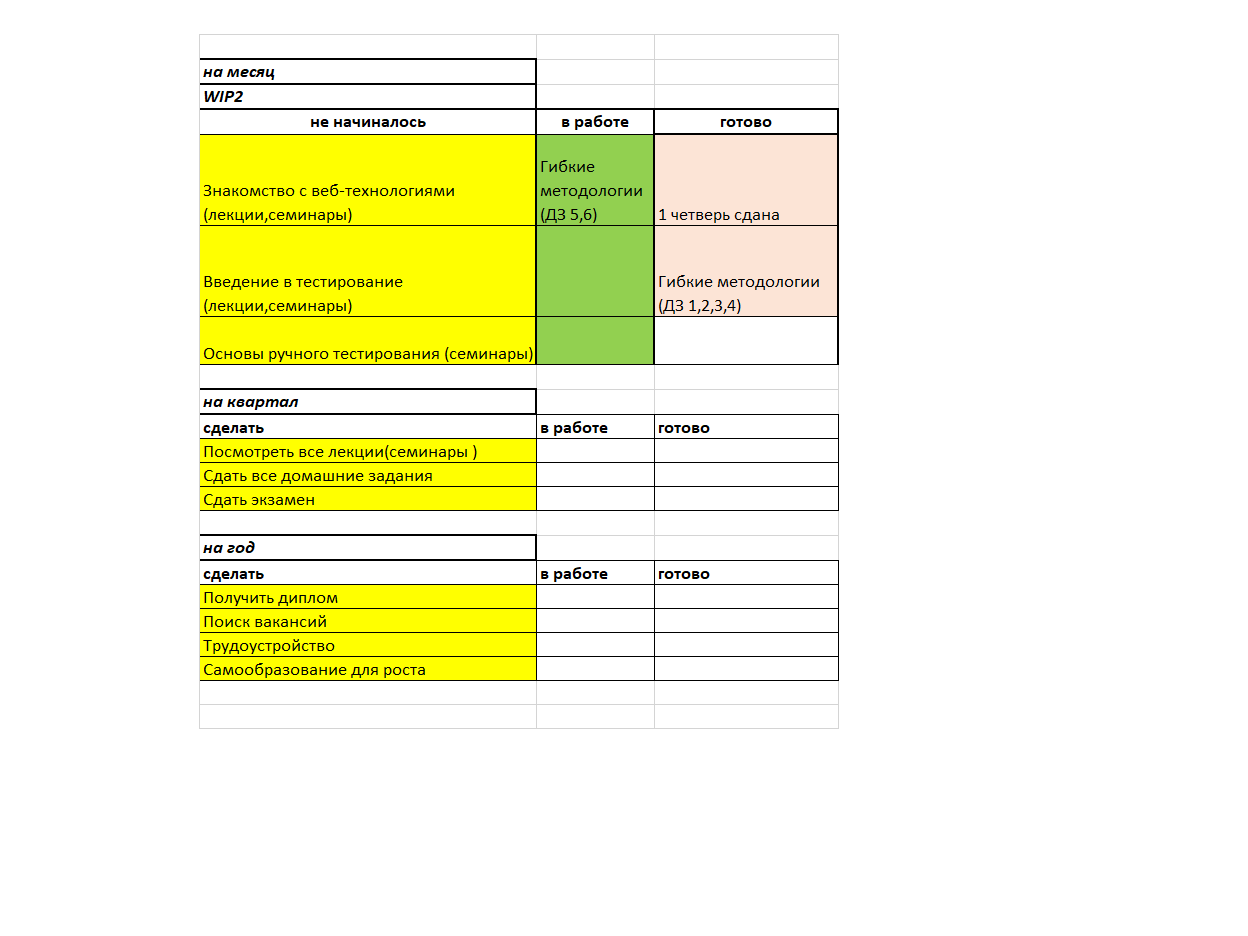 на месяц
WIP2
не начиналось в работе готово
Знакомство с веб-технологиями
(лекции,семинары)
Гибкие
методологии
(ДЗ 5,6)
1 четверь сдана
Введение в тестирование
(лекции,семинары)
Гибкие методологии
(ДЗ 1,2,3,4)
Основы ручного тестирования (семинары)
на квартал
сделать в работе готово
Посмотреть все лекции(семинары )
Сдать все домашние задания
Сдать экзамен
на год
сделать в работе готово
Получить диплом
Поиск вакансий
Трудоустройство
Самообразование для роста